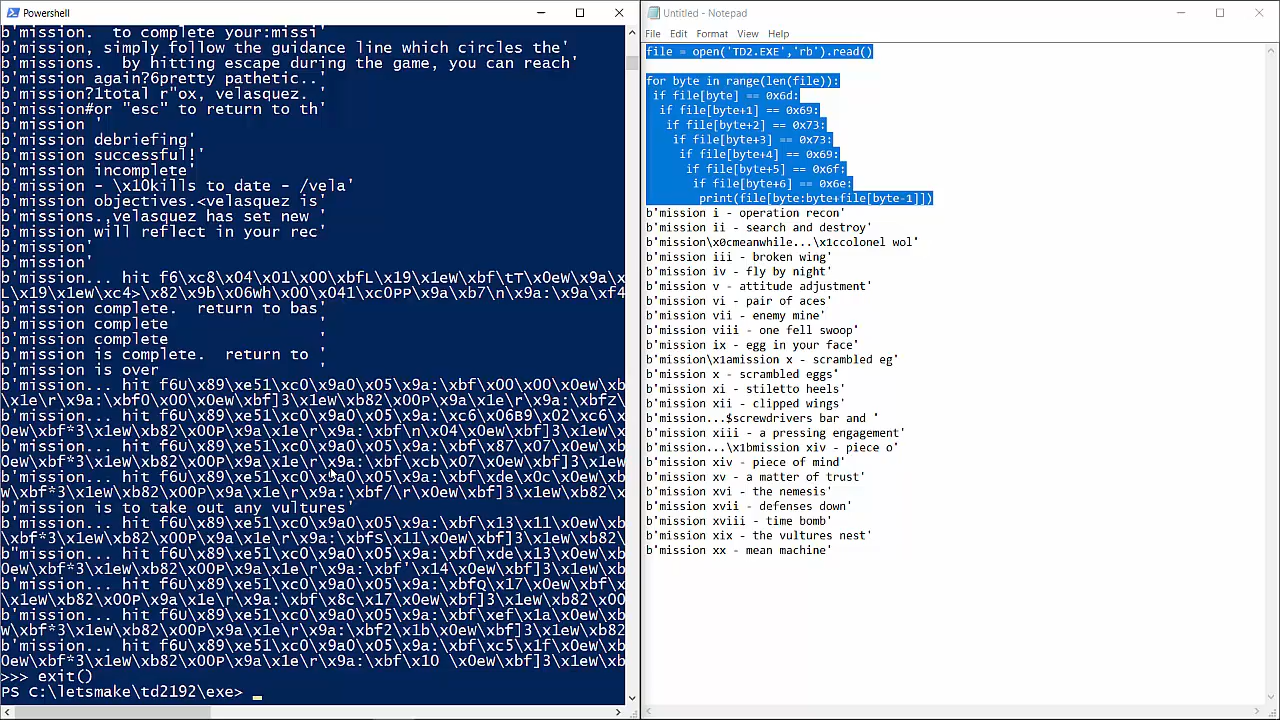 Powershell
b'mission.  to complete your:missi'
b'mission, simply follow the guidance line which circles the'
b'mission    by hitting escape during the game, you can reach'
b'mission again?6pretty pathetic..'
b'mission?ltotal r"ox, velasquez. '
b'mission#or "esc" to return to th'
b'mission '
b'mission debriefing'
b'mission successful!'
b'mission incomplete'
b'mission - \x10kills to date - /vela'
b'mission objectives.<velasquez is'
b'mission.,velasquez has set new '
b'mission will reflect in your rec'
b'mission'
b'mission'
b'mission... hit f6\xc8\x04\x01\x00\xbfL\x19\x1eW\xbf\tT\x0eW\x9a\x
L\x19\x1eW\xc4>\x82\x9b\x06Wh\x00\x041\xc0PP\x9a\xb7\n\x9a:\x9a\xf4
b'mission complete.  return to bas'
b'mission complete                '
b'mission complete                '
b'mission is complete.  return to '
b'mission is over                 '
b'mission... hit f6U\x89\xe51\xc0\x9a0\x05\x9a:\xbf\x00\x00\x0eW\xb
\x1e\r\x9a:\xbf0\x0eW\xbf]3\x1eW\xb82\x00P\x9a\x1e\r\x9a:\xbfz\
b'mission... hit f6U\x89\xe51\xc0\x9a0\x05\x9a:\xc6\x06B9\x02\xc6\x
0eW\xbf*3\x1eW\xb82\x00P\x9a\x1e\r\x9a:\xbf\n\x04\x0eW\xbf]3\x1eW\x
b'mission... hit f6U\x89\xe51\xc0\x9a0\x05\x9a:\xbf\x87\x07\x0eW\xb
0eW\xbf*3\x1eW\xb82\x00P\x9a\x1e\r\x9a:\xbf\xcb\x07\x0eW\xbf]3\x1eW
b'mission... hit f6U\x89\xe51\xc0\x9a0\x05\x9a:\xbf\xde\x0c\x0eW\xb
W\xbf*3\x1eW\xb82\x00P\x9a\x1e\r\x9a:\xbf/\r\x0eW\xbf]3\x1eW\xb82\x
b'mission is to take out any vultures'
b'mission... hit f6U\x89\xe51\xc0\x9a0\x05\x9a:\xbf\x13\x11\x0eW\xb
\xbf*3\x1eW\xb82\x00P\x9a\x1e\r\x9a:\xbfS\x11\x0eW\xbf]3\x1eW\xb82\
b"mission... hit f6U\x89\xe51\xc0\x9a0\x05\x9a:\xbf\xde\x13\x0eW\xb
0eW\xbf*3\x1eW\xb82\x00P\x9a\x1e\r\x9a:\xbf'\x14\x0eW\xbf]3\x1eW\xb
b'mission... hit f6U\x89\xe51\xc0\x9a0\x05\x9a:\xbfQ\x17\x0eW\xbf\x
\x1eW\xb82\x00P\x9a\x1e\r\x9a:\xbf\x8c\x17\x0eW\xbf]3\x1eW\xb82\x00
b'mission... hit f6U\x89\xe51\xc0\x9a0\x05\x9a:\xbf\xef\x1a\x0eW\xb
W\xbf*3\x1eW\xb82\x00P\x9a\x1e\r\x9a:\xbf2\x1b\x0eW\xbf]3\x1eW\xb82
b'mission... hit f6U\x89\xe51\xc0\x9a0\x05\x9a:\xbf\xc5\x1f\x0eW\xb
0eW\xbf*3\x1eW\xb82\x00P\x9a\x1e\r\x9a:\xbf\x10 \x0eW\xbf]3\x1eW\xb
>>> exit()
PS C:\letsmake\td2192\exe>
Untitled - Notepad
File Edit Format View Help
file = open('TD2.EXE','rb').read()
for byte in range(len(file)):
 if file[byte] == 0x6d:
  if file[byte+1] == 0x69:
   if file[byte+2] == 0x73:
    if file[byte+3] == 0x73:
     if file[byte+4] == 0x69:
      if file[byte+5] == 0x6f:
       if file[byte+6] == 0x6e:
        print(file[byte:byte+file[byte-1]])
b'mission i - operation recon'
b'mission ii - search and destroy'
b'mission\x0cmeanwhile...\x1ccolonel wol'
b'mission iii - broken wing'
b'mission iv - fly by night'
b'mission v - attitude adjustment'
b'mission vi - pair of aces'
b'mission vii - enemy mine'
b'mission viii - one fell swoop'
b'mission ix - egg in your face'
b'mission\x1amission x - scrambled eg'
b'mission x - scrambled eggs'
b'mission xi - stiletto heels'
b'mission xii - clipped wings'
b'mission...$screwdrivers bar and '
b'mission xiii - a pressing engagement'
b'mission...\x1bmission xiv - piece o'
b'mission xiv - piece of mind'
b'mission xv - a matter of trust'
b'mission xvi - the nemesis'
b'mission xvii - defenses down'
b'mission xviii - time bomb'
b'mission xix - the vultures nest'
b'mission xx - mean machine'